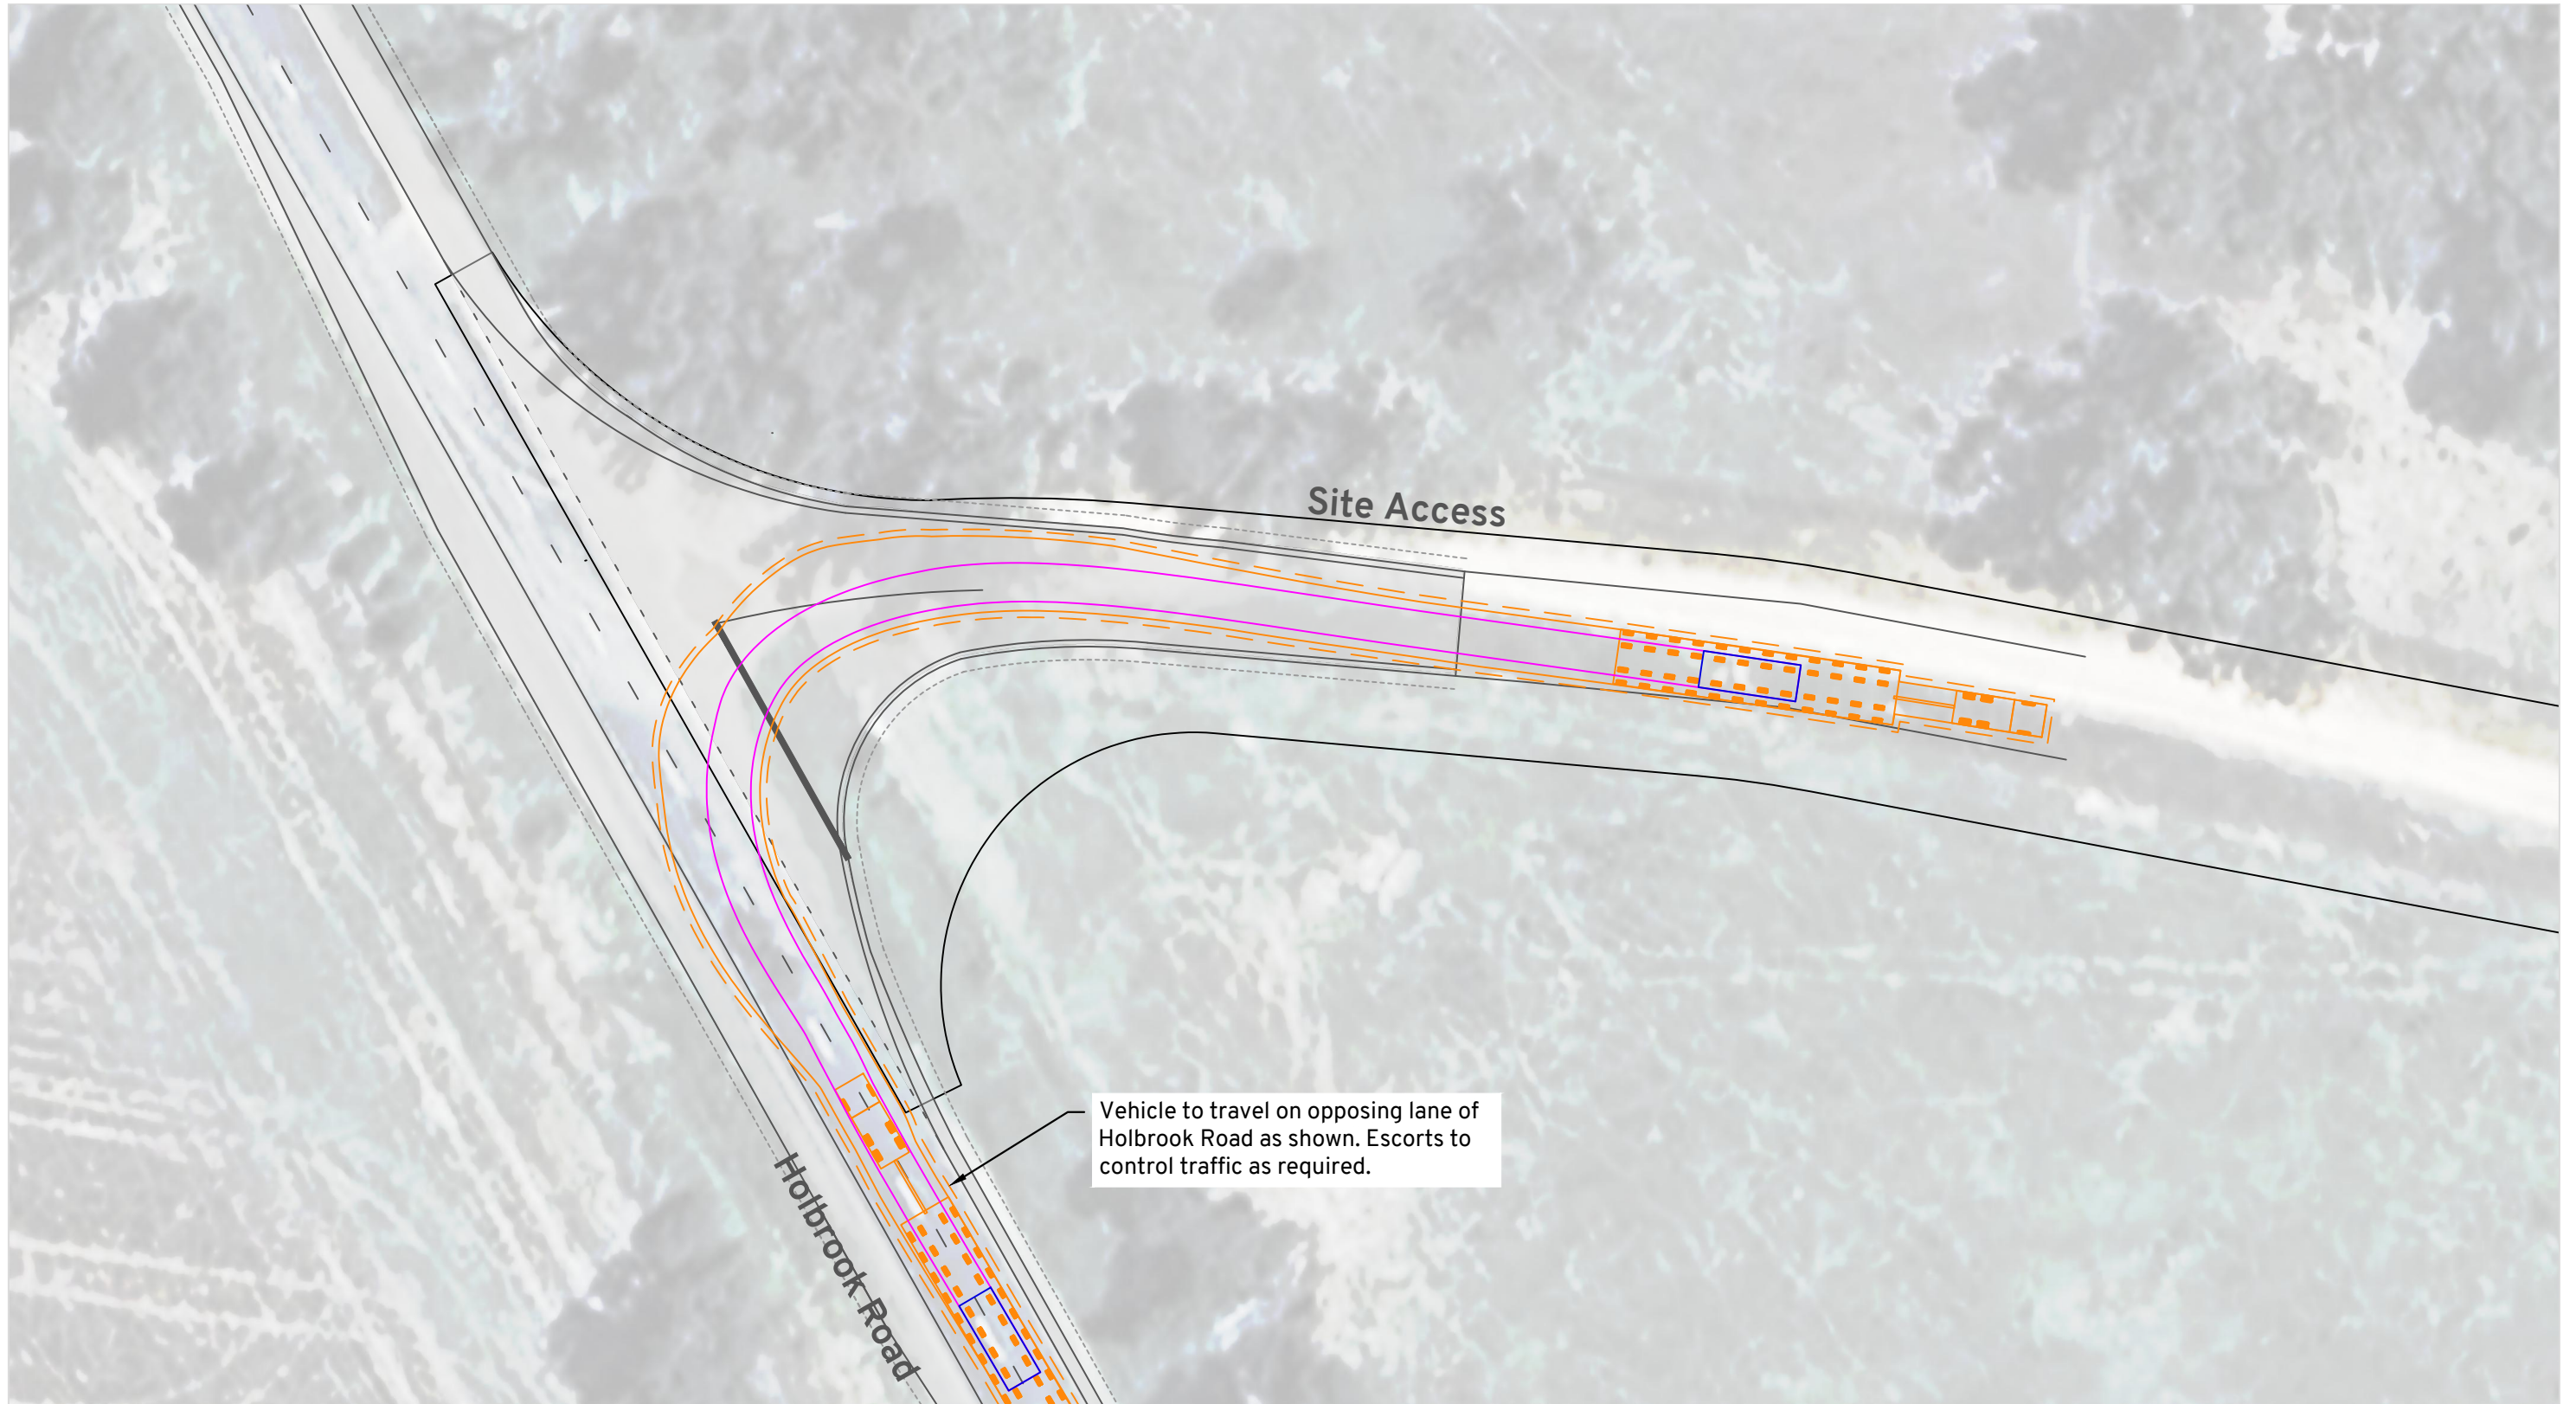 Site Access
Vehicle to travel on opposing lane of
Holbrook Road as shown. Escorts to
control traffic as required.
Holbrook Road